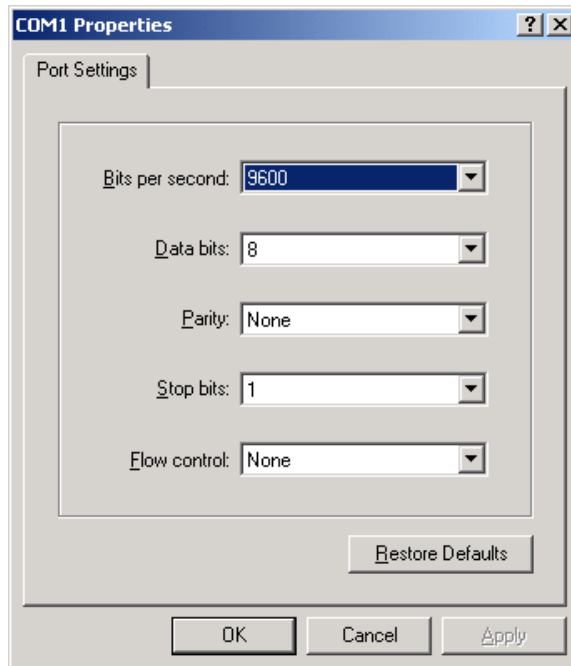 COM1 Properties
Port Settings
Bits per second: 9600
Data bits: 8
Parity: None
Stop bits: 1
Flow control: None
Restore Defaults
OK Cancel Apply